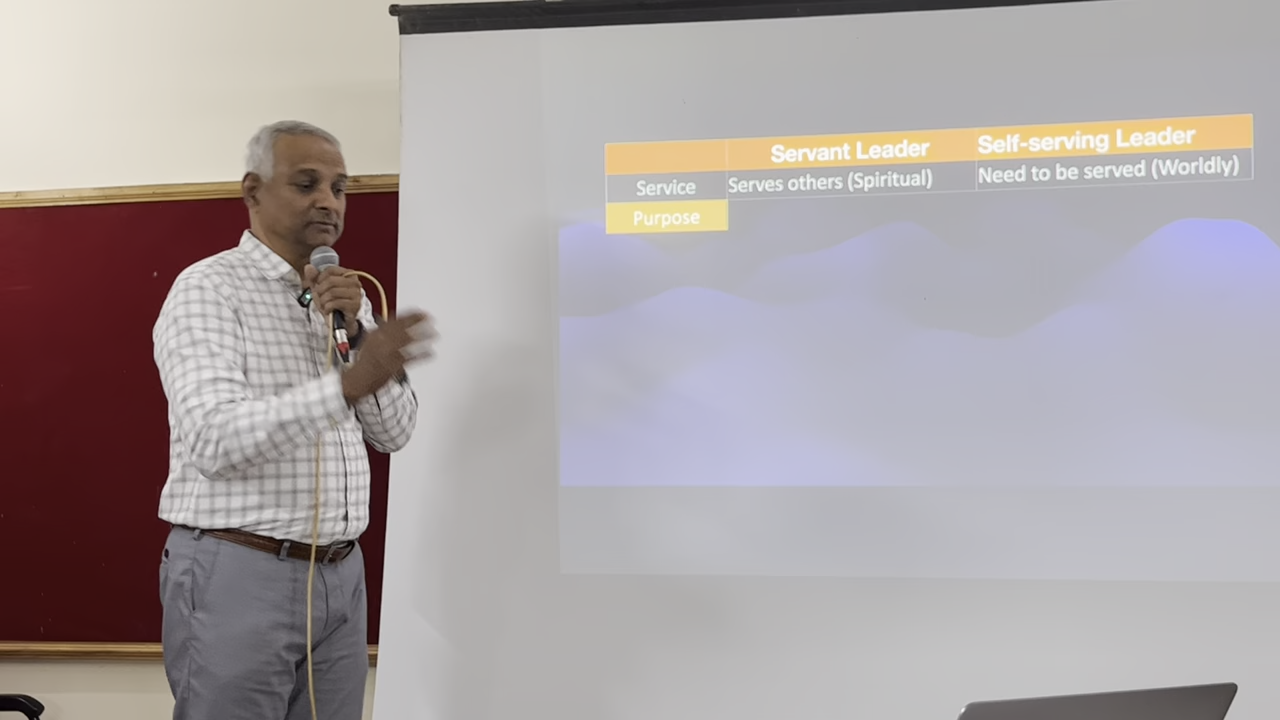 Servant Leader Self-serving Leader
Service Serves others (Spiritual) Need to be served (Worldly)
Purpose